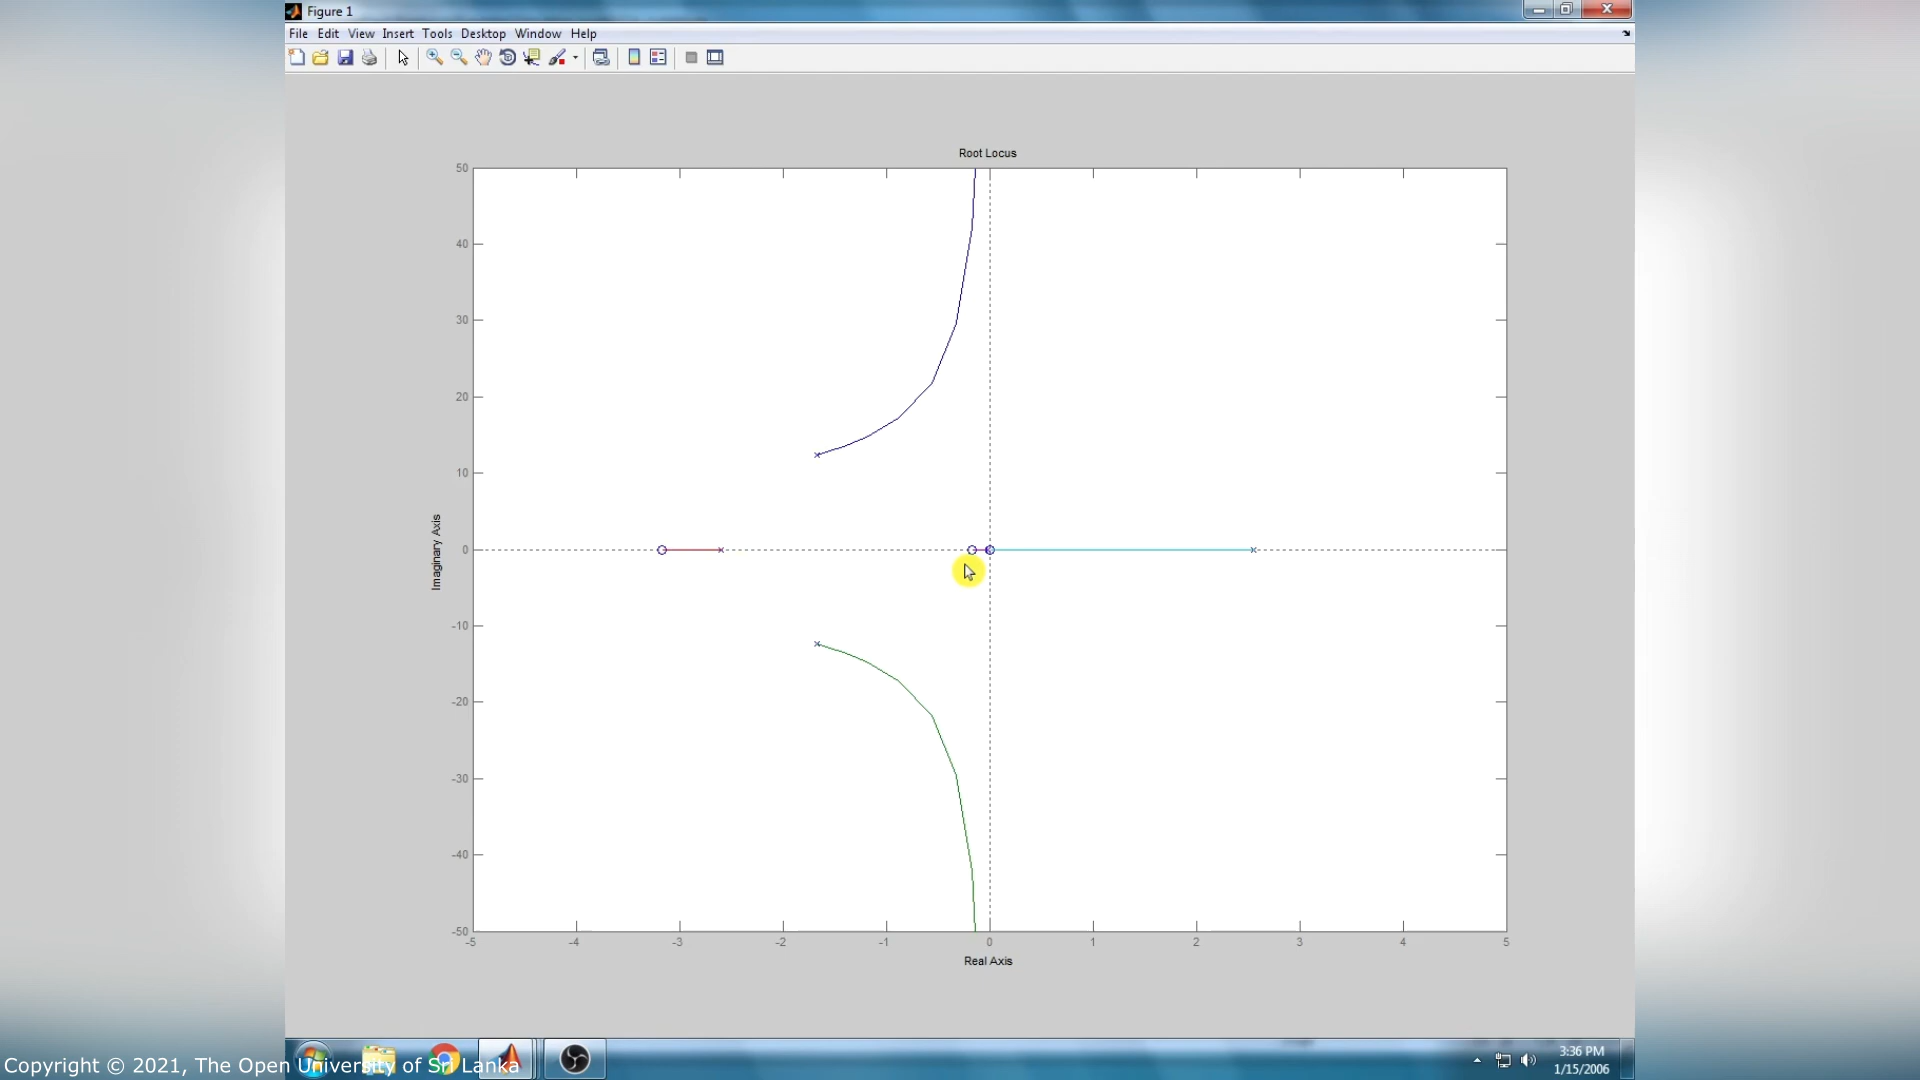 Figure 1
File Edit View Insert Tools Desktop Window Help
Root Locus
50
40
30
20
10
0
-10
-20
-30
-40
-50
Imaginary Axis
-5 -4 -3 -2 -1 0 1 2 3 4 5
Real Axis
3:36 PM
1/15/2006
Copyright © 2021, The Open University of Sri Lanka